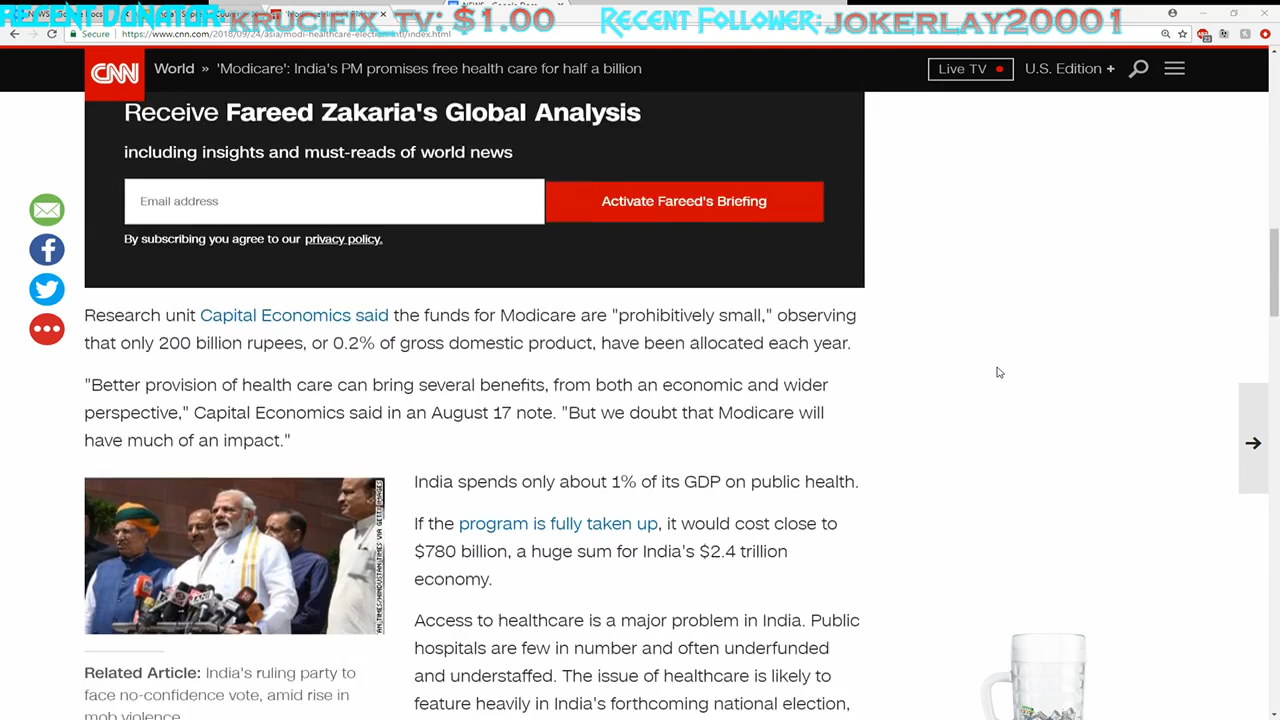 RECENT DONATOR: KRUCIFIX_TV: $1.00
RECENT FOLLOWER: JOKERLAY20001
Secure
https://www.cnn.com/2018/09/24/asia/modi-healthcare-election-intl/index.html
CNN
World » 'Modicare': India's PM promises free health care for half a billion
Live TV
U.S. Edition +
Receive Fareed Zakaria's Global Analysis
including insights and must-reads of world news
Email address
Activate Fareed's Briefing
By subscribing you agree to our privacy policy.
Research unit Capital Economics said the funds for Modicare are "prohibitively small," observing
that only 200 billion rupees, or 0.2% of gross domestic product, have been allocated each year.
"Better provision of health care can bring several benefits, from both an economic and wider
perspective," Capital Economics said in an August 17 note. "But we doubt that Modicare will
have much of an impact."
India spends only about 1% of its GDP on public health.
If the program is fully taken up, it would cost close to
$780 billion, a huge sum for India's $2.4 trillion
economy.
Access to healthcare is a major problem in India. Public
hospitals are few in number and often underfunded
and understaffed. The issue of healthcare is likely to
feature heavily in India's forthcoming national election,
Related Article: India's ruling party to
face no-confidence vote, amid rise in
mob violence